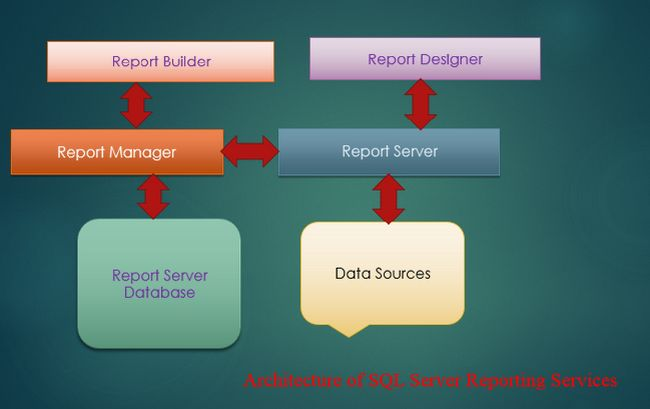 Report Builder
Report Designer
Report Manager
Report Server
Report Server
Database
Data Sources
Architecture of SQL Server Reporting Services